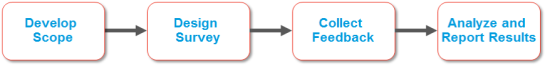 Develop
Scope
Design
Survey
Collect
Feedback
Analyze and
Report Results